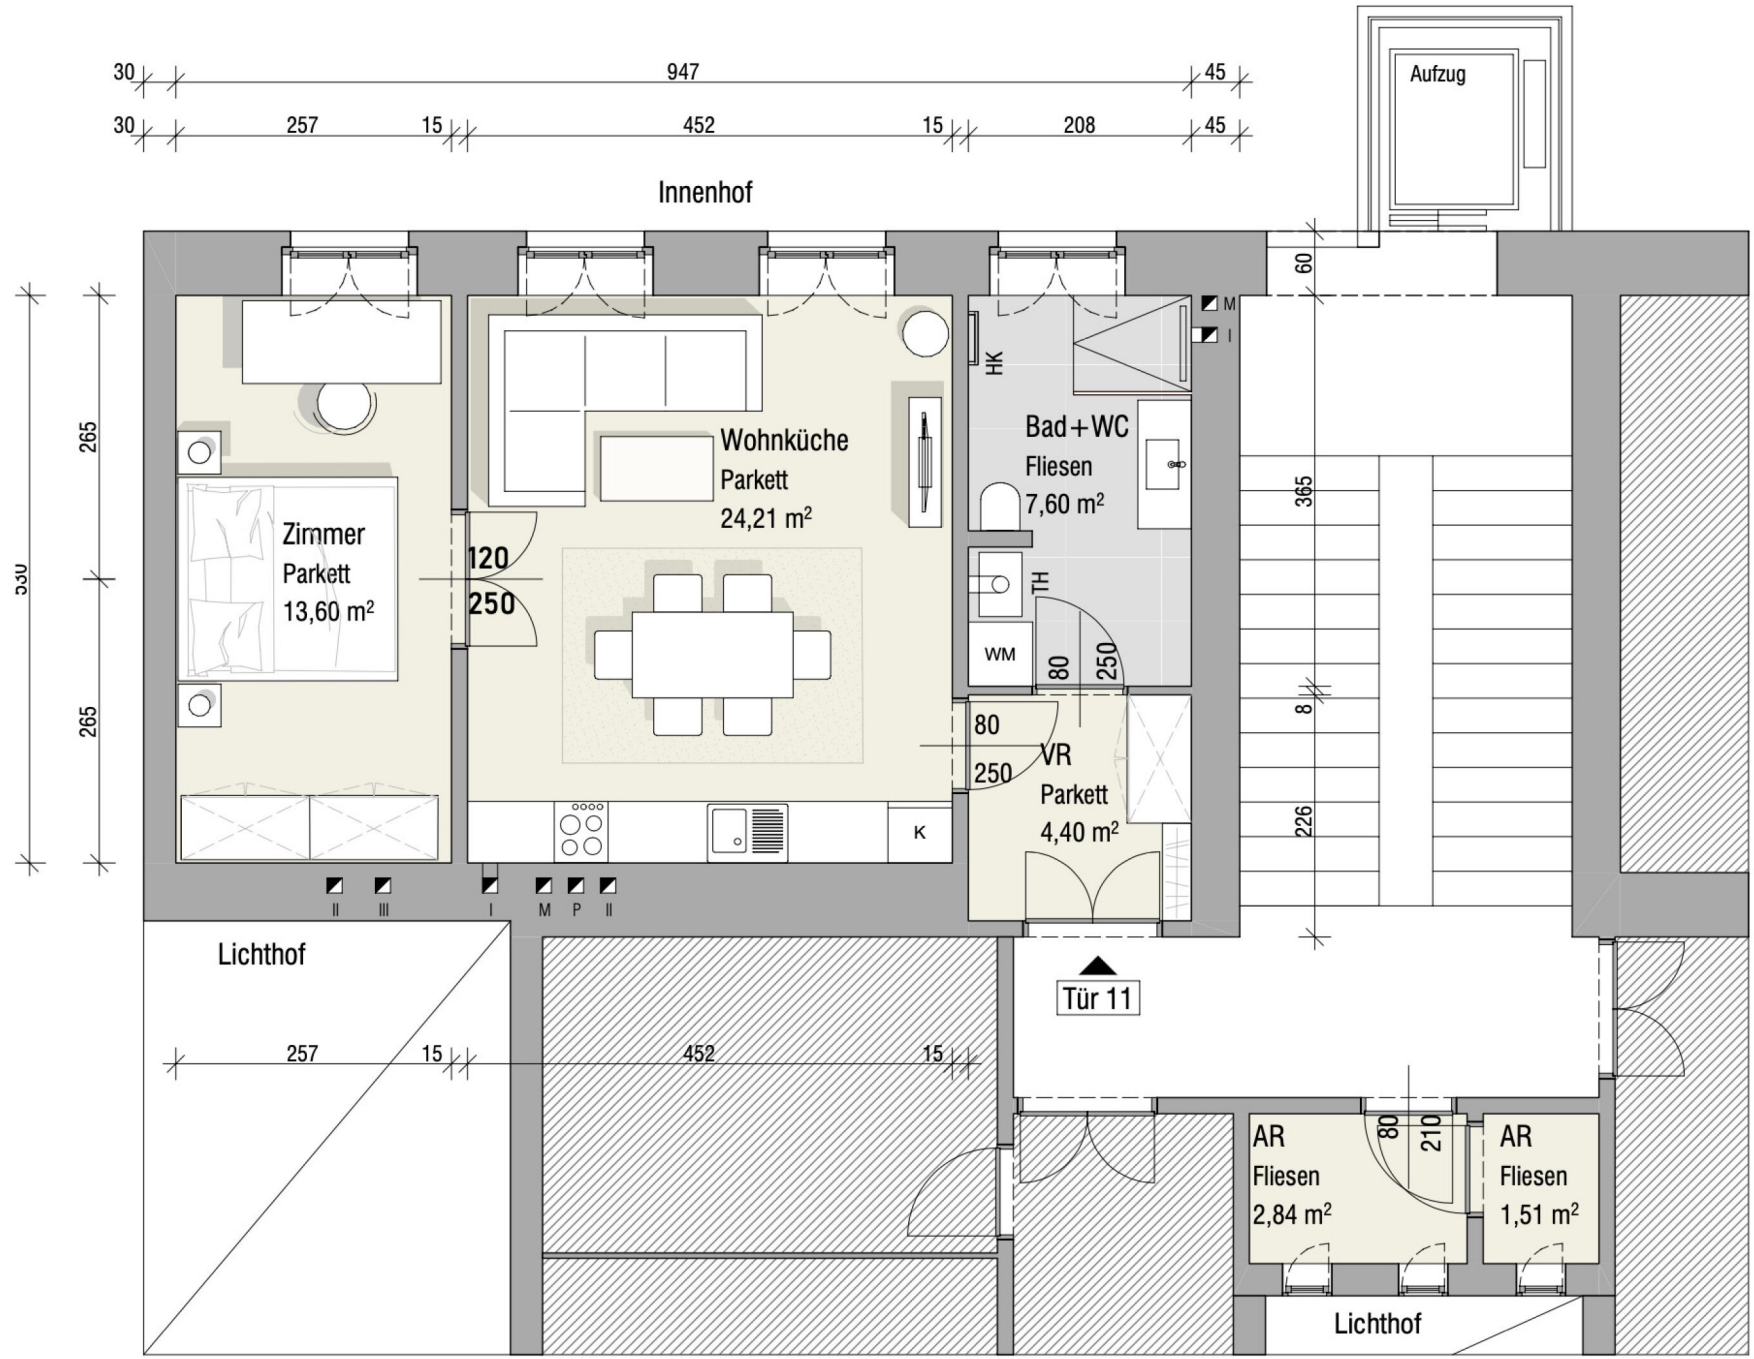 Aufzug
30
947
45
30
257
15
452
15
208
45
Innenhof
60
M
I
HK
265
Wohnküche
Parkett
24,21 m²
Bad+WC
Fliesen
7,60 m²
365
Zimmer
Parkett
13,60 m²
120
250
TH
WM
80
250
8
265
80
250
VR
Parkett
4,40 m²
226
K
II
III
I
M
P
II
Lichthof
Tür 11
257
15
452
15
80
210
AR
Fliesen
2,84 m²
AR
Fliesen
1,51 m²
Lichthof